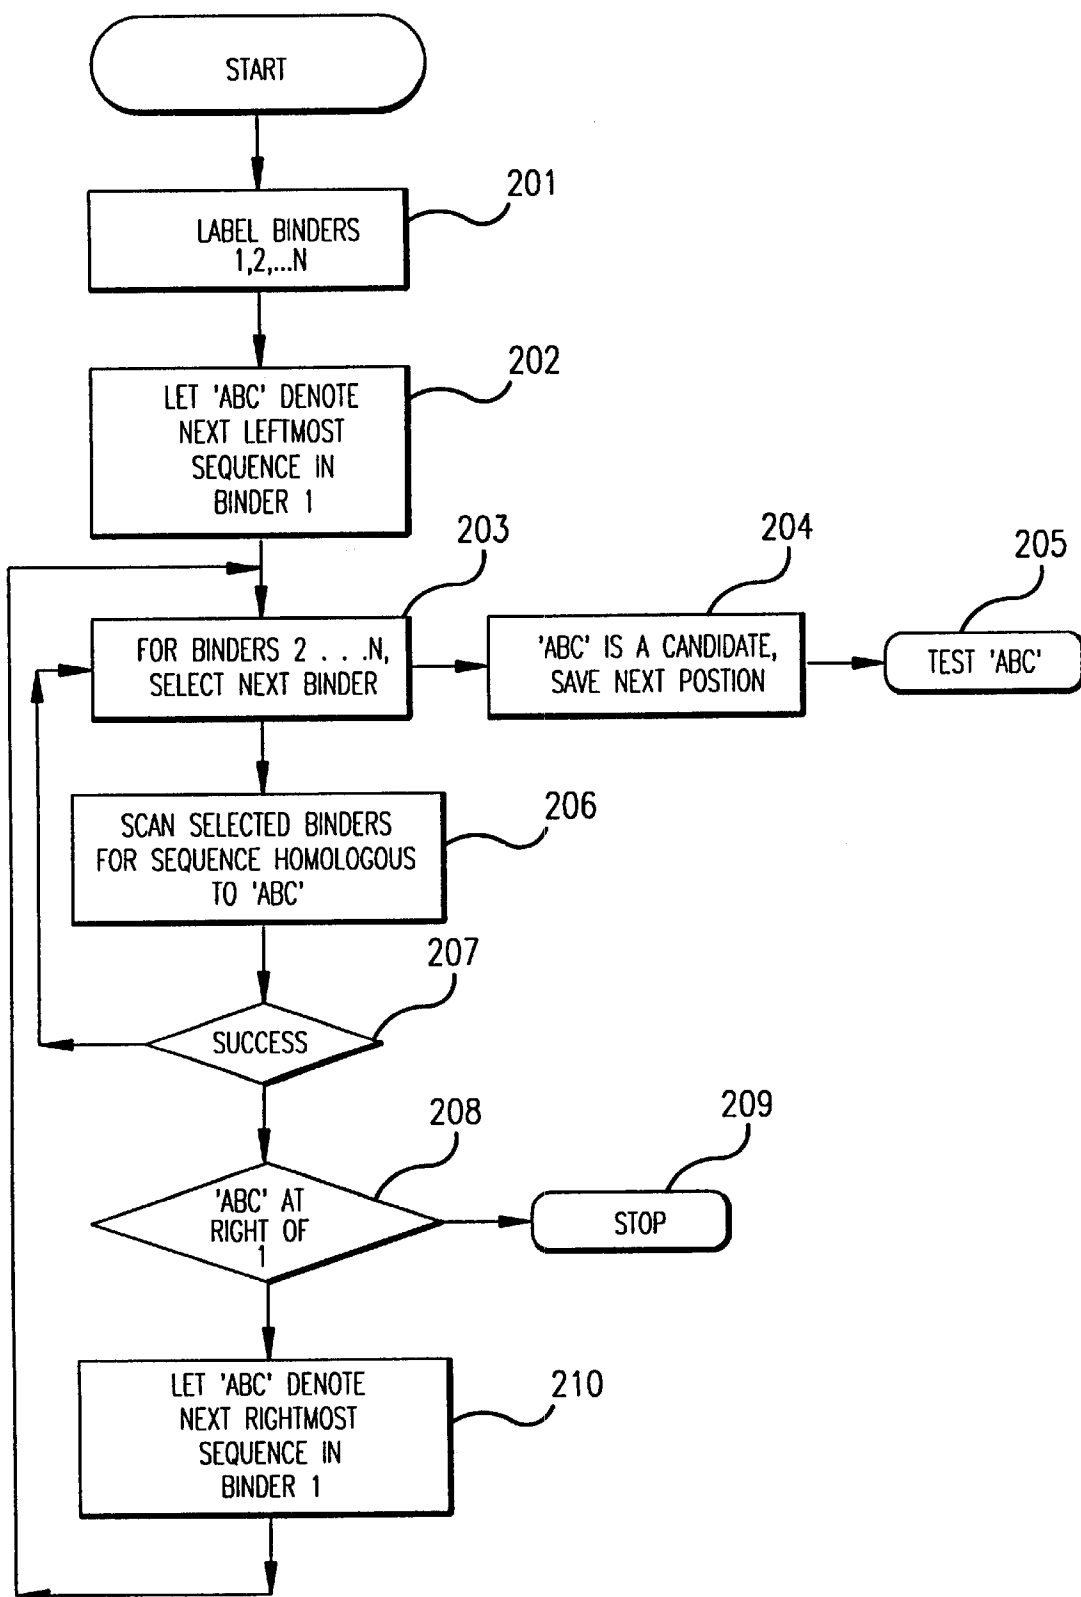 START
201
LABEL BINDERS
1,2,...N
202
LET 'ABC' DENOTE
NEXT LEFTMOST
SEQUENCE IN
BINDER 1
203
FOR BINDERS 2 . . .N,
SELECT NEXT BINDER
204
'ABC' IS A CANDIDATE,
SAVE NEXT POSTION
205
TEST 'ABC'
206
SCAN SELECTED BINDERS
FOR SEQUENCE HOMOLOGOUS
TO 'ABC'
207
SUCCESS
208
'ABC' AT
RIGHT OF
1
209
STOP
210
LET 'ABC' DENOTE
NEXT RIGHTMOST
SEQUENCE IN
BINDER 1